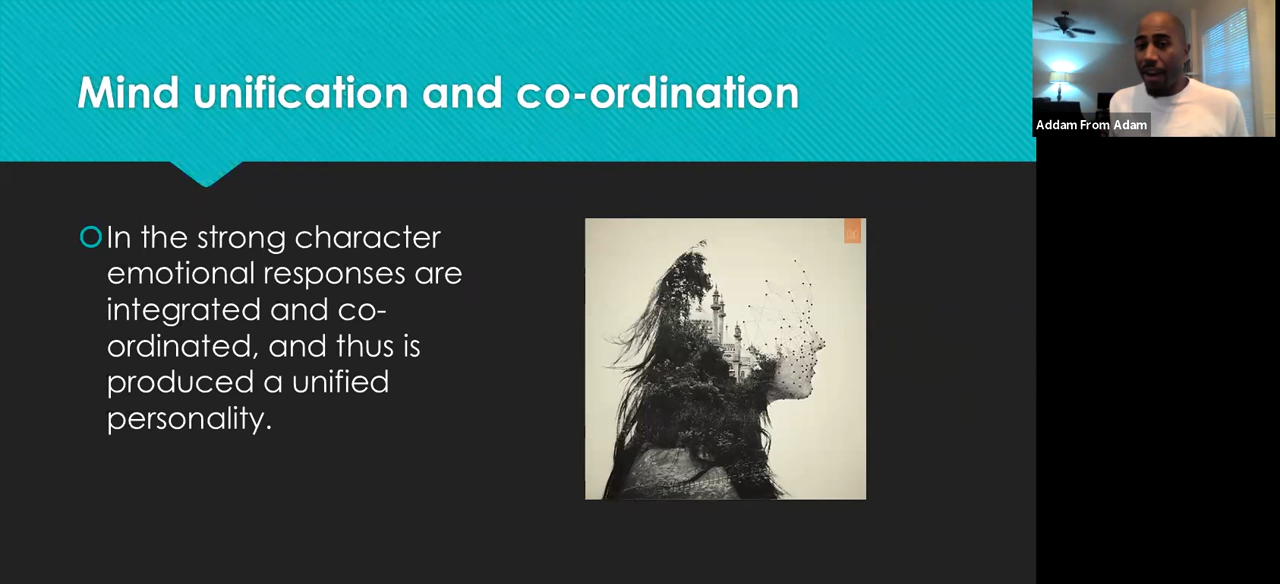 Mind unification and co-ordination
In the strong character
emotional responses are
integrated and co-
ordinated, and thus is
produced a unified
personality.
Addam From Adam